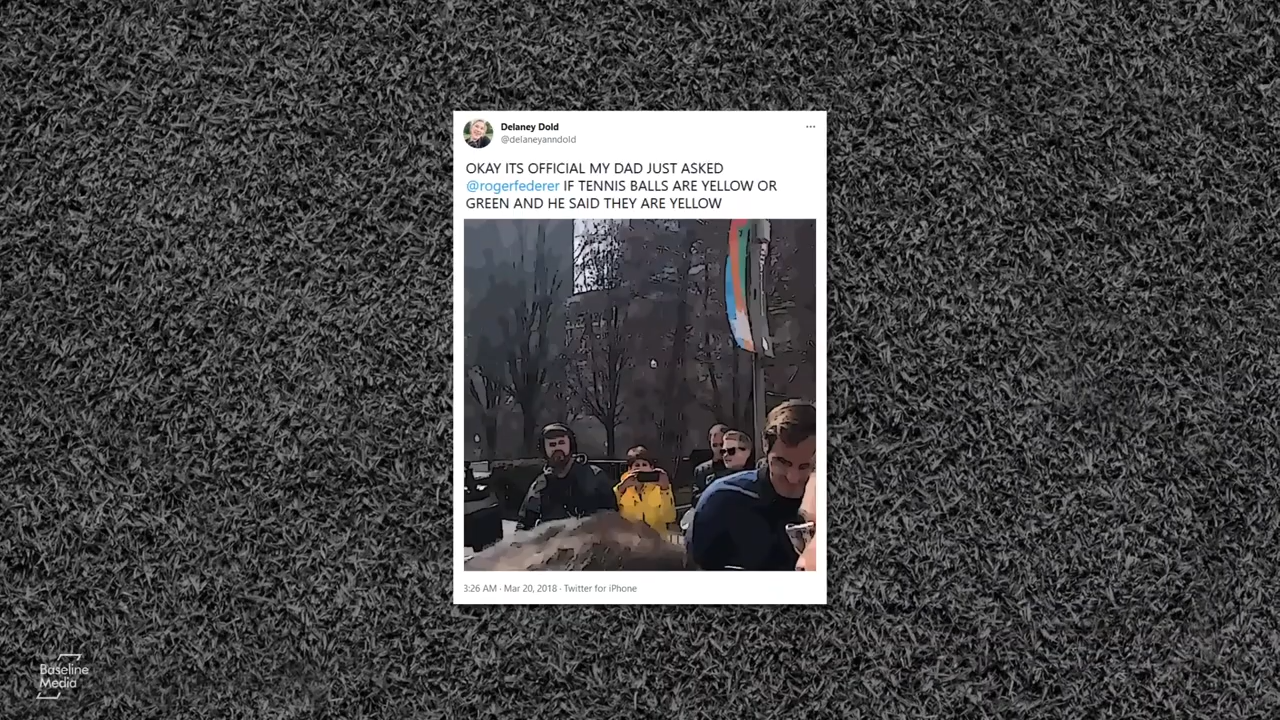 Delaney Dold
@delaneyanndold
OKAY ITS OFFICIAL MY DAD JUST ASKED
@rogerfederer IF TENNIS BALLS ARE YELLOW OR
GREEN AND HE SAID THEY ARE YELLOW
3:26 AM · Mar 20, 2018 · Twitter for iPhone
Baseline
Media